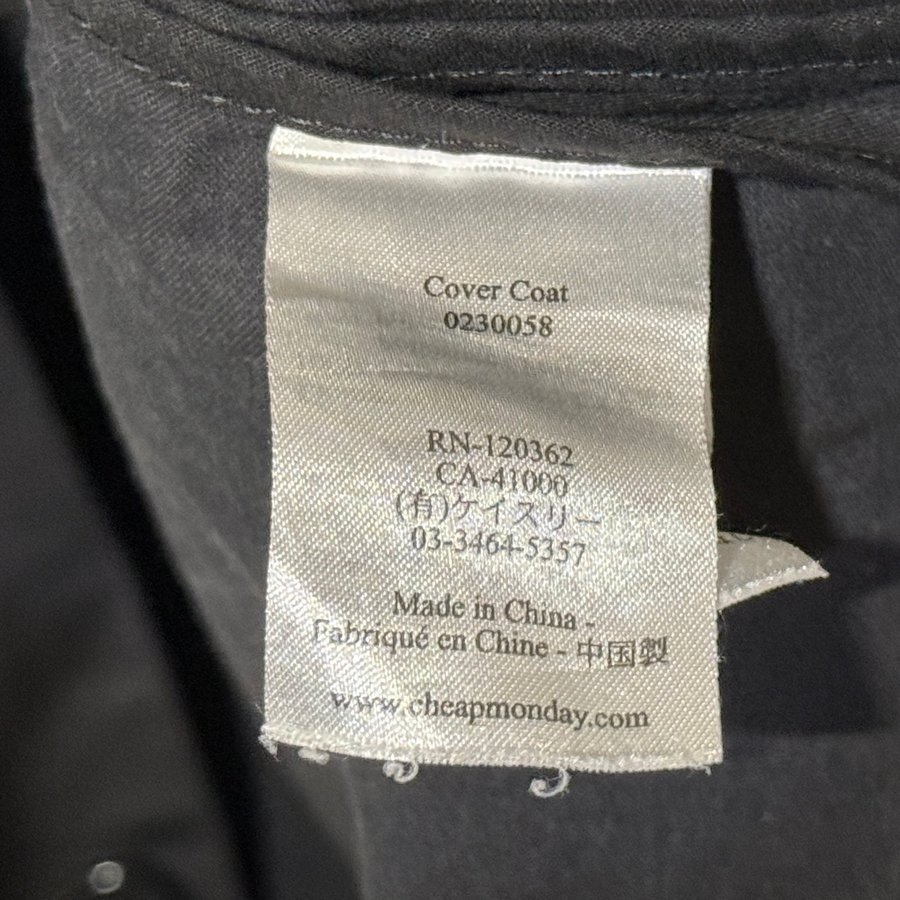 Cover Coat
0230058
RN-120362
CA-41000
(有)ケイスリー
03-3464-5357
Made in China -
Fabriqué en Chine - 中国製
www.cheapmonday.com